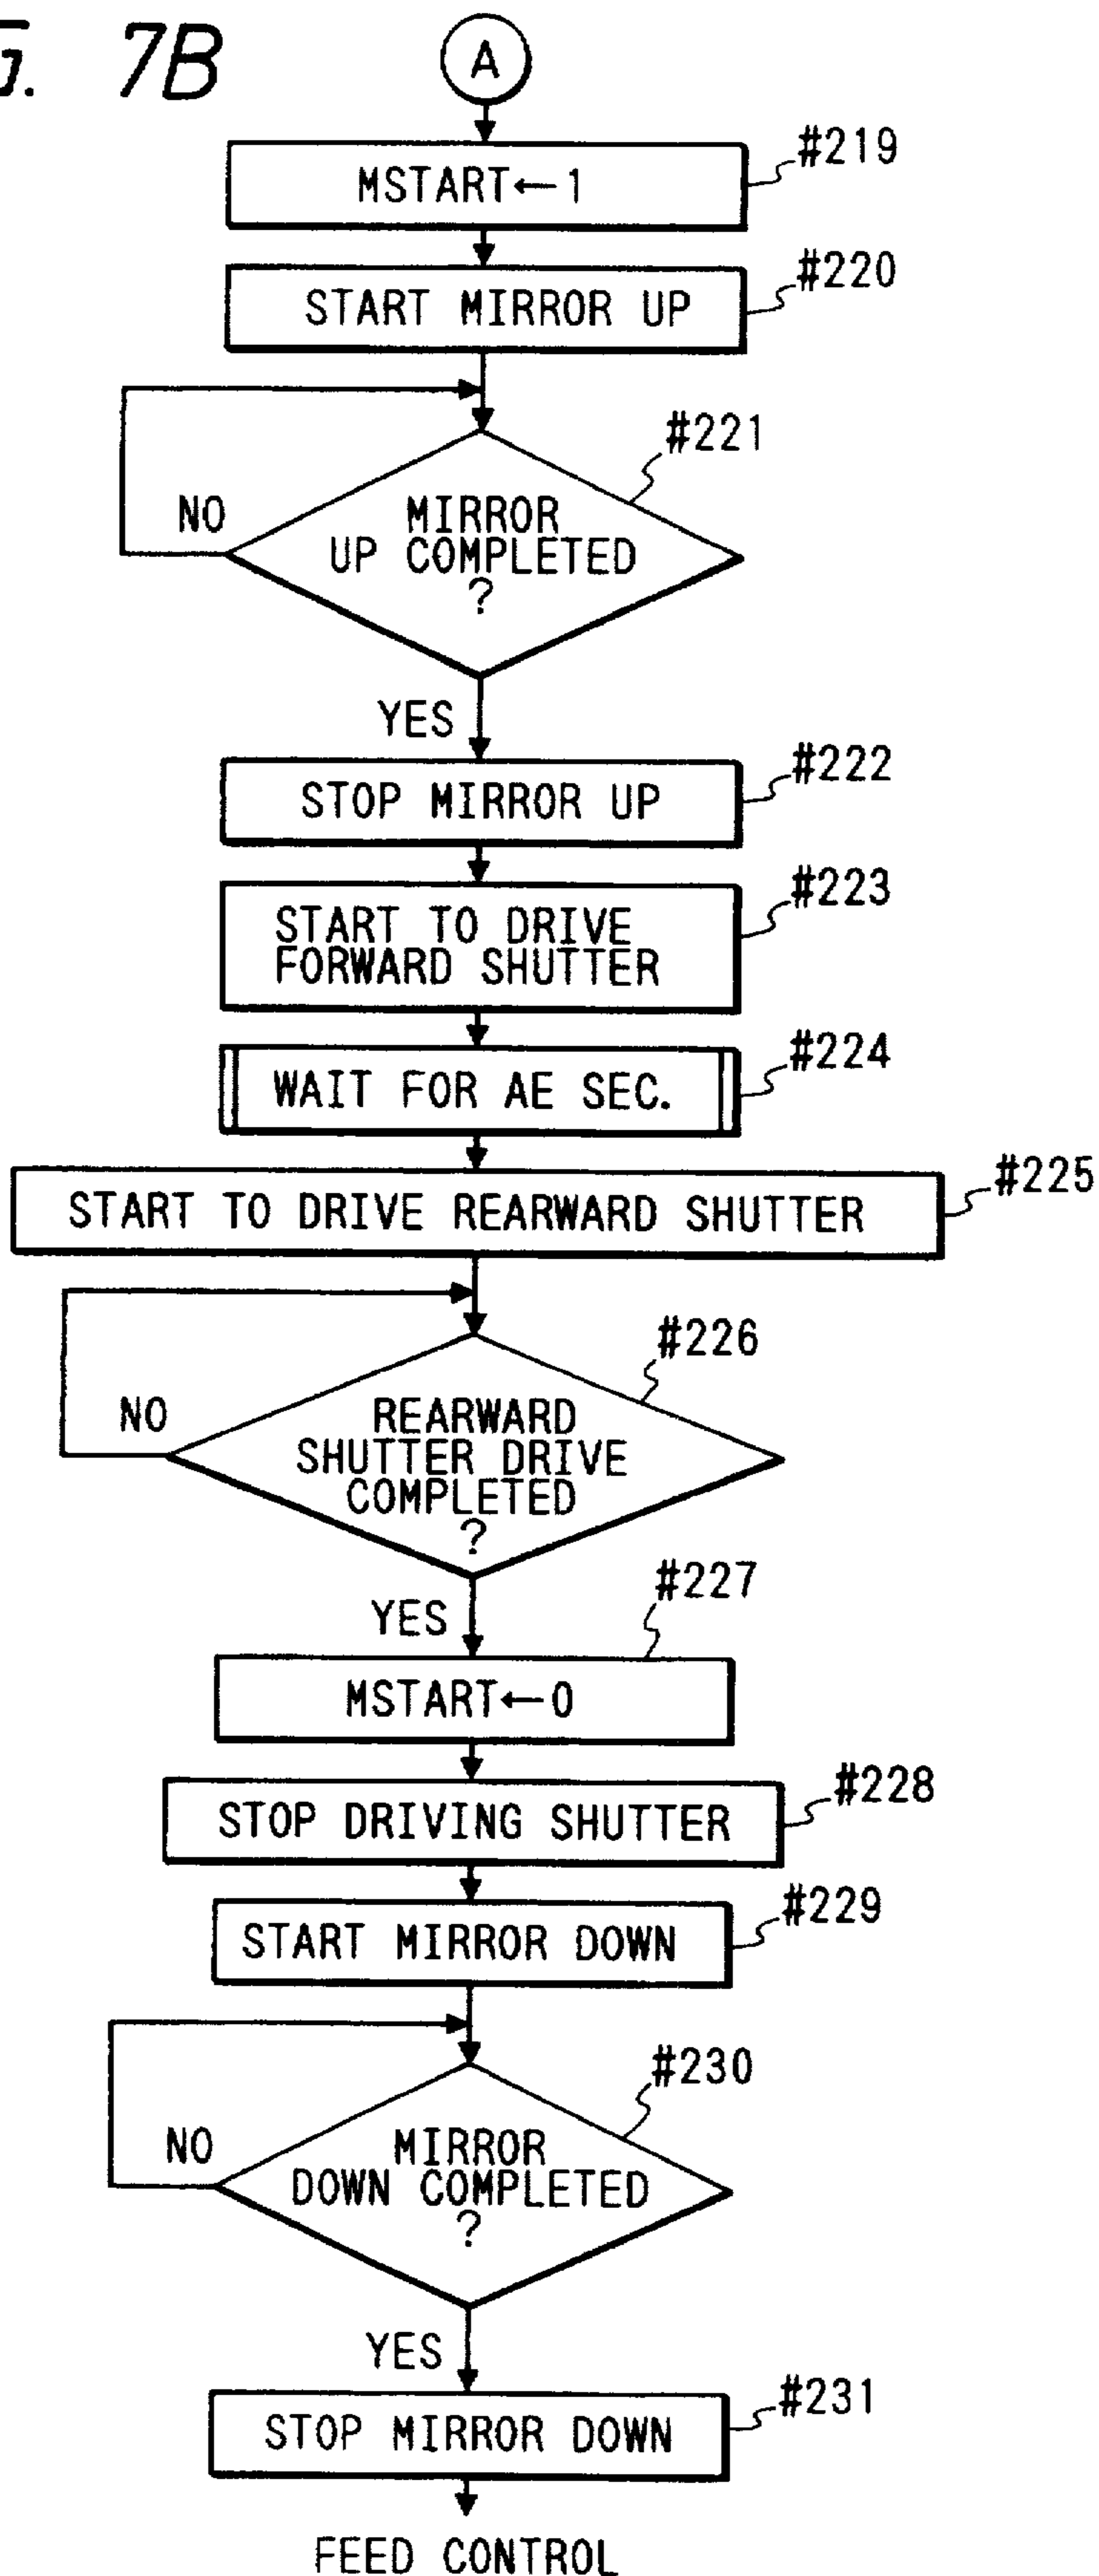 G. 7B
A
#219
MSTART←1
#220
START MIRROR UP
#221
NO
MIRROR
UP COMPLETED
?
YES
#222
STOP MIRROR UP
#223
START TO DRIVE
FORWARD SHUTTER
#224
WAIT FOR AE SEC.
#225
START TO DRIVE REARWARD SHUTTER
#226
NO
REARWARD
SHUTTER DRIVE
COMPLETED
?
#227
YES
MSTART←0
#228
STOP DRIVING SHUTTER
#229
START MIRROR DOWN
#230
NO
MIRROR
DOWN COMPLETED
?
YES
#231
STOP MIRROR DOWN
FEED CONTROL